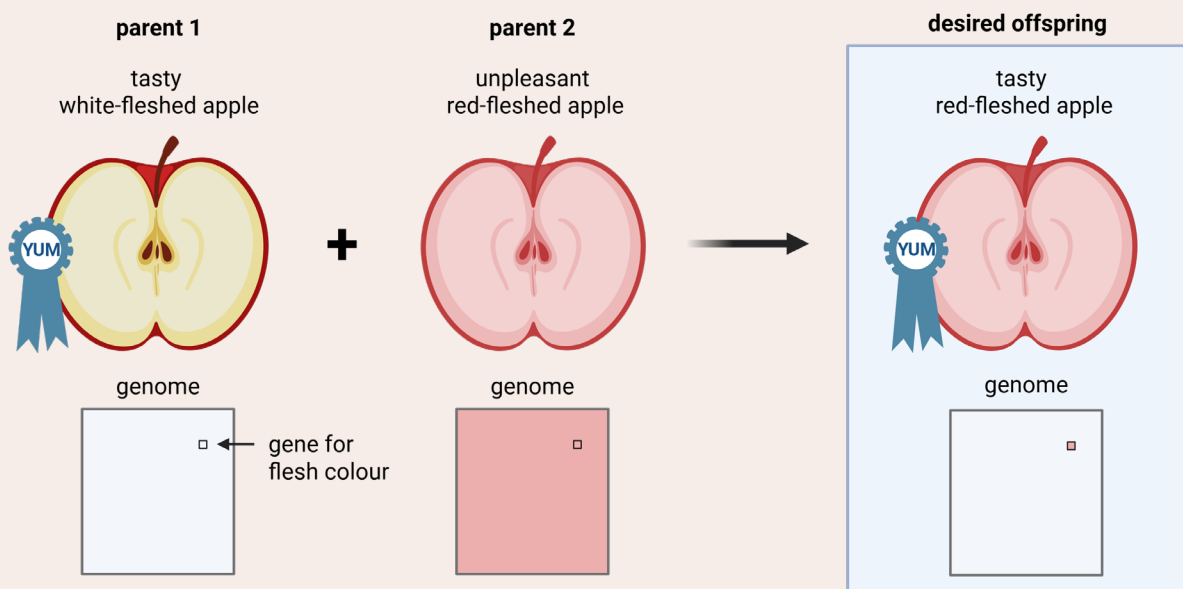 parent 1
tasty
white-fleshed apple
YUM
genome
gene for
flesh colour
parent 2
unpleasant
red-fleshed apple
genome
desired offspring
tasty
red-fleshed apple
YUM
genome